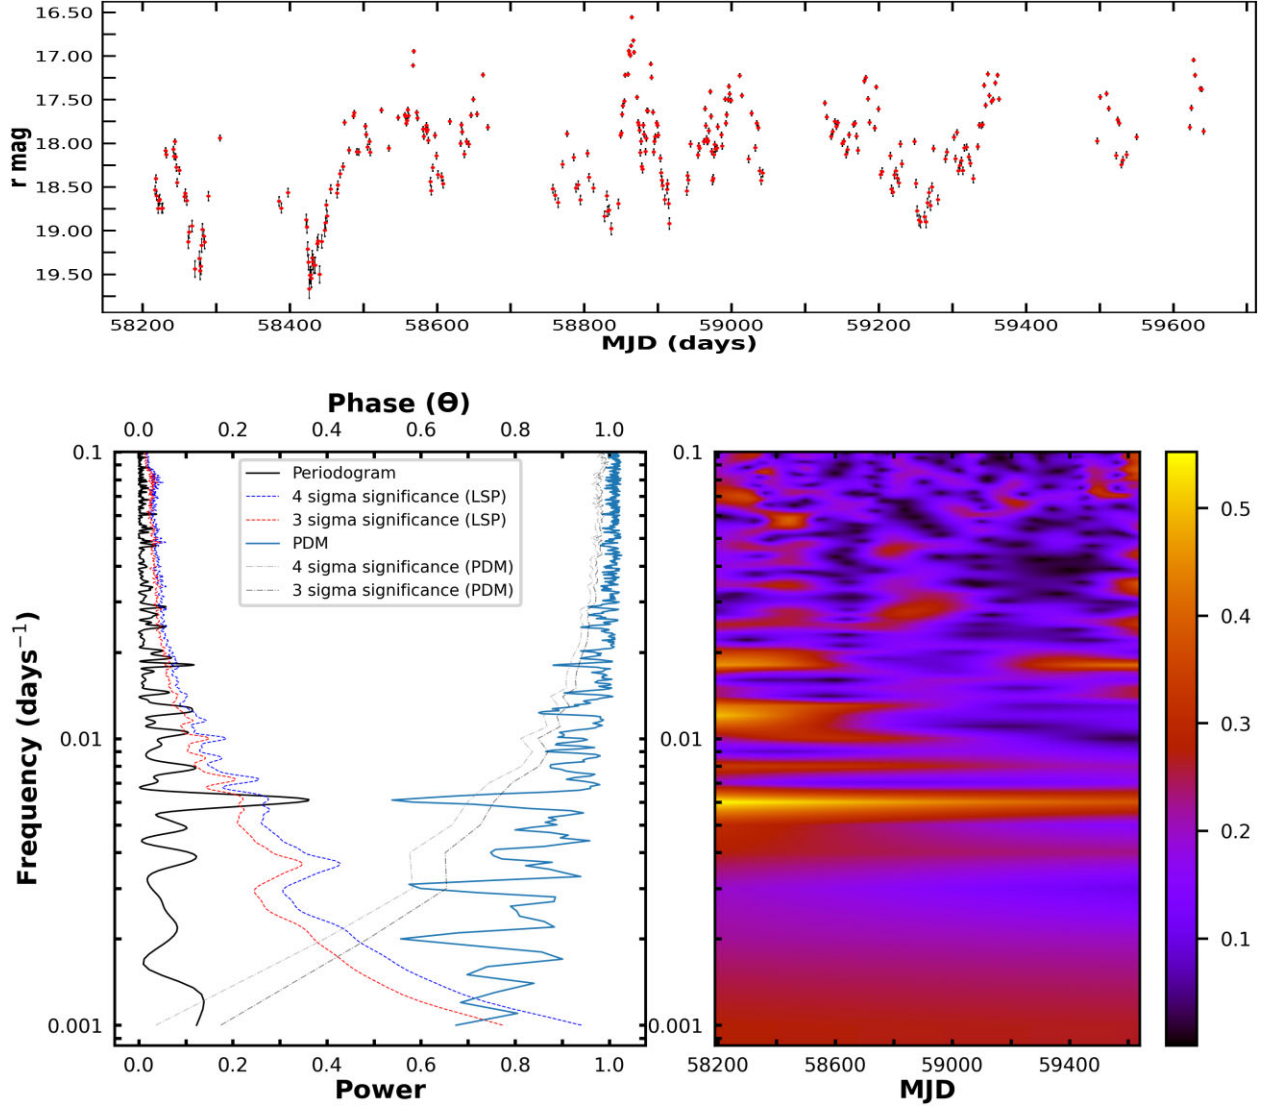 16.50
17.00
17.50
18.00
18.50
19.00
19.50
r mag
58200 58400 58600 58800 59000 59200 59400 59600
MJD (days)
Phase (Θ)
0.0 0.2 0.4 0.6 0.8 1.0
0.1
0.01
0.001
Frequency (days⁻¹)
Periodogram
4 sigma significance (LSP)
3 sigma significance (LSP)
PDM
4 sigma significance (PDM)
3 sigma significance (PDM)
0.0 0.2 0.4 0.6 0.8 1.0
Power
0.1
0.01
0.001
58200 58600 59000 59400
MJD
0.5
0.4
0.3
0.2
0.1